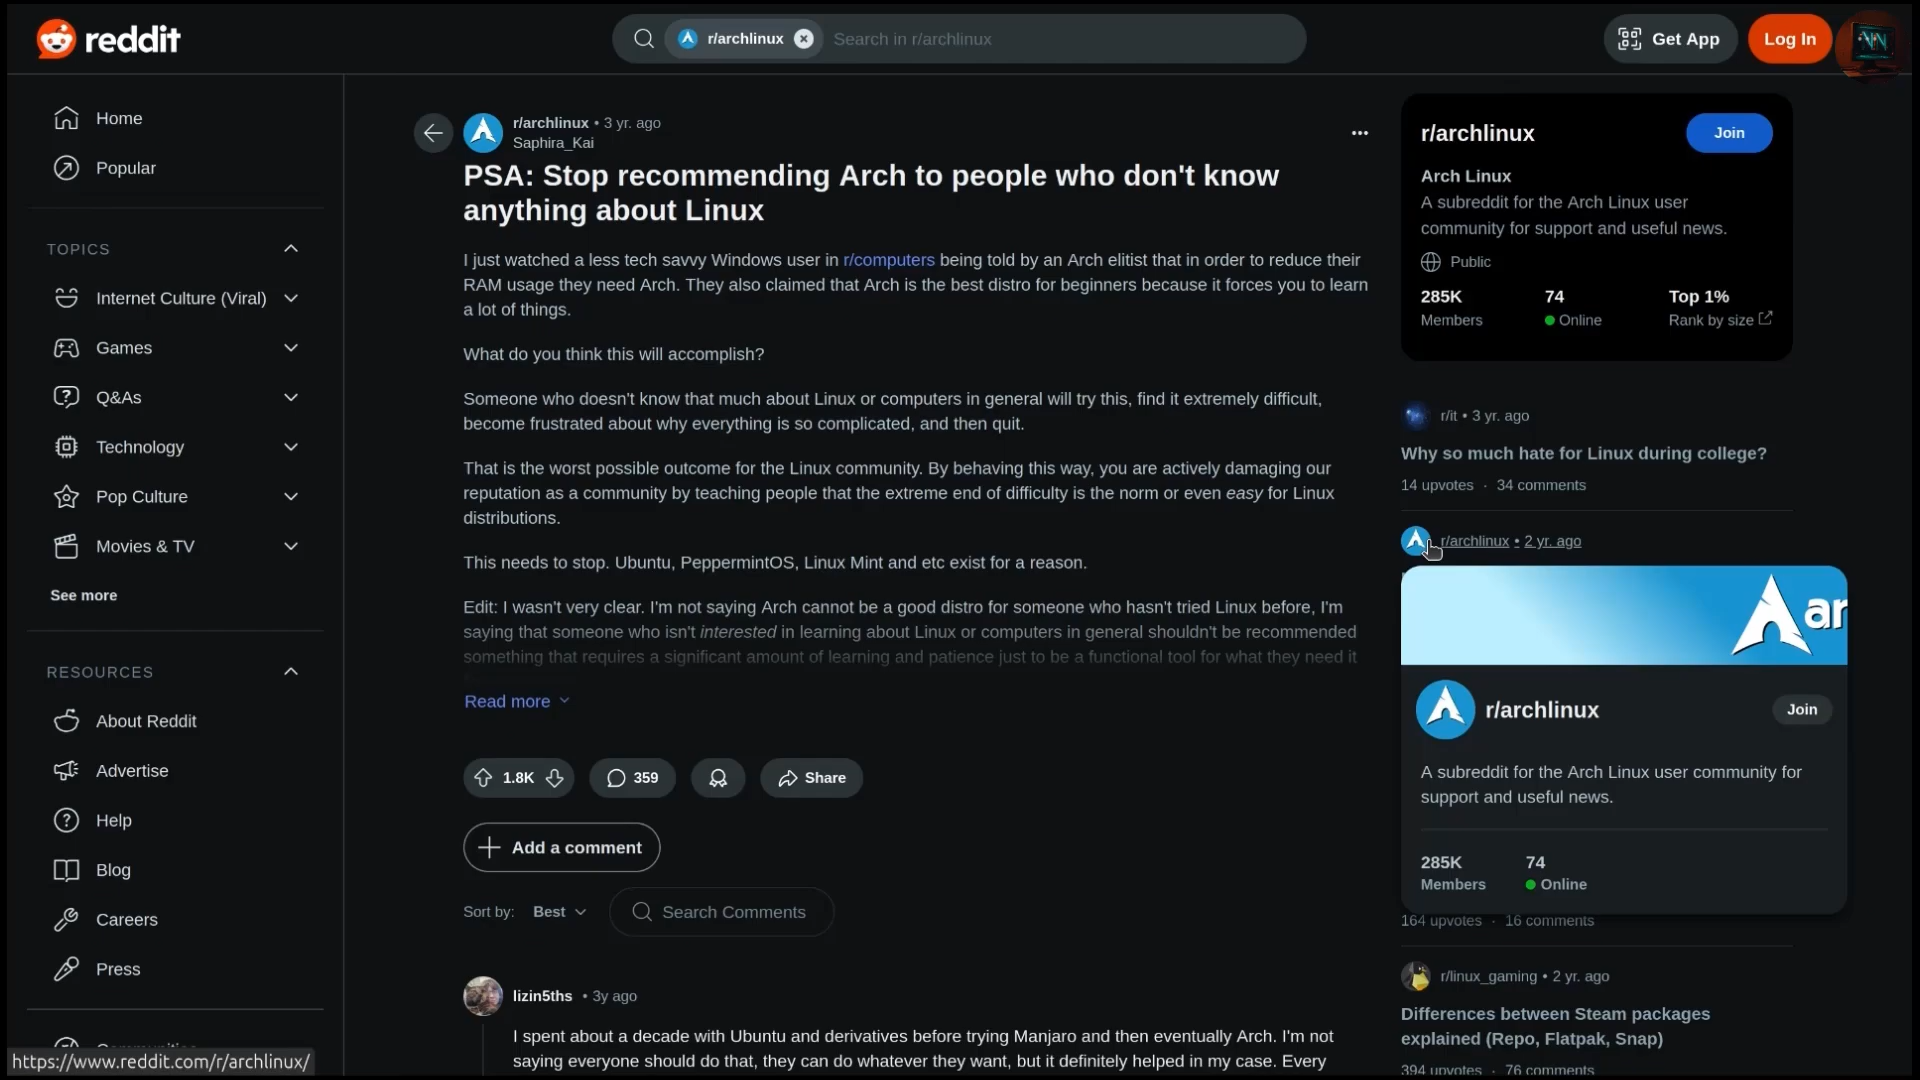 reddit
r/archlinux
Search in r/archlinux
Get App
Log In
Home
Popular
TOPICS
Internet Culture (Viral)
Games
Q&As
Technology
Pop Culture
Movies & TV
See more
RESOURCES
About Reddit
Advertise
Help
Blog
Careers
Press
https://www.reddit.com/r/archlinux/
r/archlinux • 3 yr. ago
Saphira_Kai
PSA: Stop recommending Arch to people who don't know
anything about Linux
I just watched a less tech savvy Windows user in r/computers being told by an Arch elitist that in order to reduce their
RAM usage they need Arch. They also claimed that Arch is the best distro for beginners because it forces you to learn
a lot of things.
What do you think this will accomplish?
Someone who doesn't know that much about Linux or computers in general will try this, find it extremely difficult,
become frustrated about why everything is so complicated, and then quit.
That is the worst possible outcome for the Linux community. By behaving this way, you are actively damaging our
reputation as a community by teaching people that the extreme end of difficulty is the norm or even easy for Linux
distributions.
This needs to stop. Ubuntu, PeppermintOS, Linux Mint and etc exist for a reason.
Edit: I wasn't very clear. I'm not saying Arch cannot be a good distro for someone who hasn't tried Linux before, I'm
saying that someone who isn't interested in learning about Linux or computers in general shouldn't be recommended
something that requires a significant amount of learning and patience just to be a functional tool for what they need it
Read more
1.8K
359
Share
Add a comment
Sort by: Best
Search Comments
lizin5ths • 3y ago
I spent about a decade with Ubuntu and derivatives before trying Manjaro and then eventually Arch. I'm not
saying everyone should do that, they can do whatever they want, but it definitely helped in my case. Every
r/archlinux
Join
Arch Linux
A subreddit for the Arch Linux user
community for support and useful news.
Public
285K 74 Top 1%
Members Online Rank by size
r/it • 3 yr. ago
Why so much hate for Linux during college?
14 upvotes · 34 comments
r/archlinux • 2 yr. ago
ar
r/archlinux
Join
A subreddit for the Arch Linux user community for
support and useful news.
285K 74
Members Online
164 upvotes · 16 comments
r/linux_gaming • 2 yr. ago
Differences between Steam packages
explained (Repo, Flatpak, Snap)
394 upvotes · 76 comments